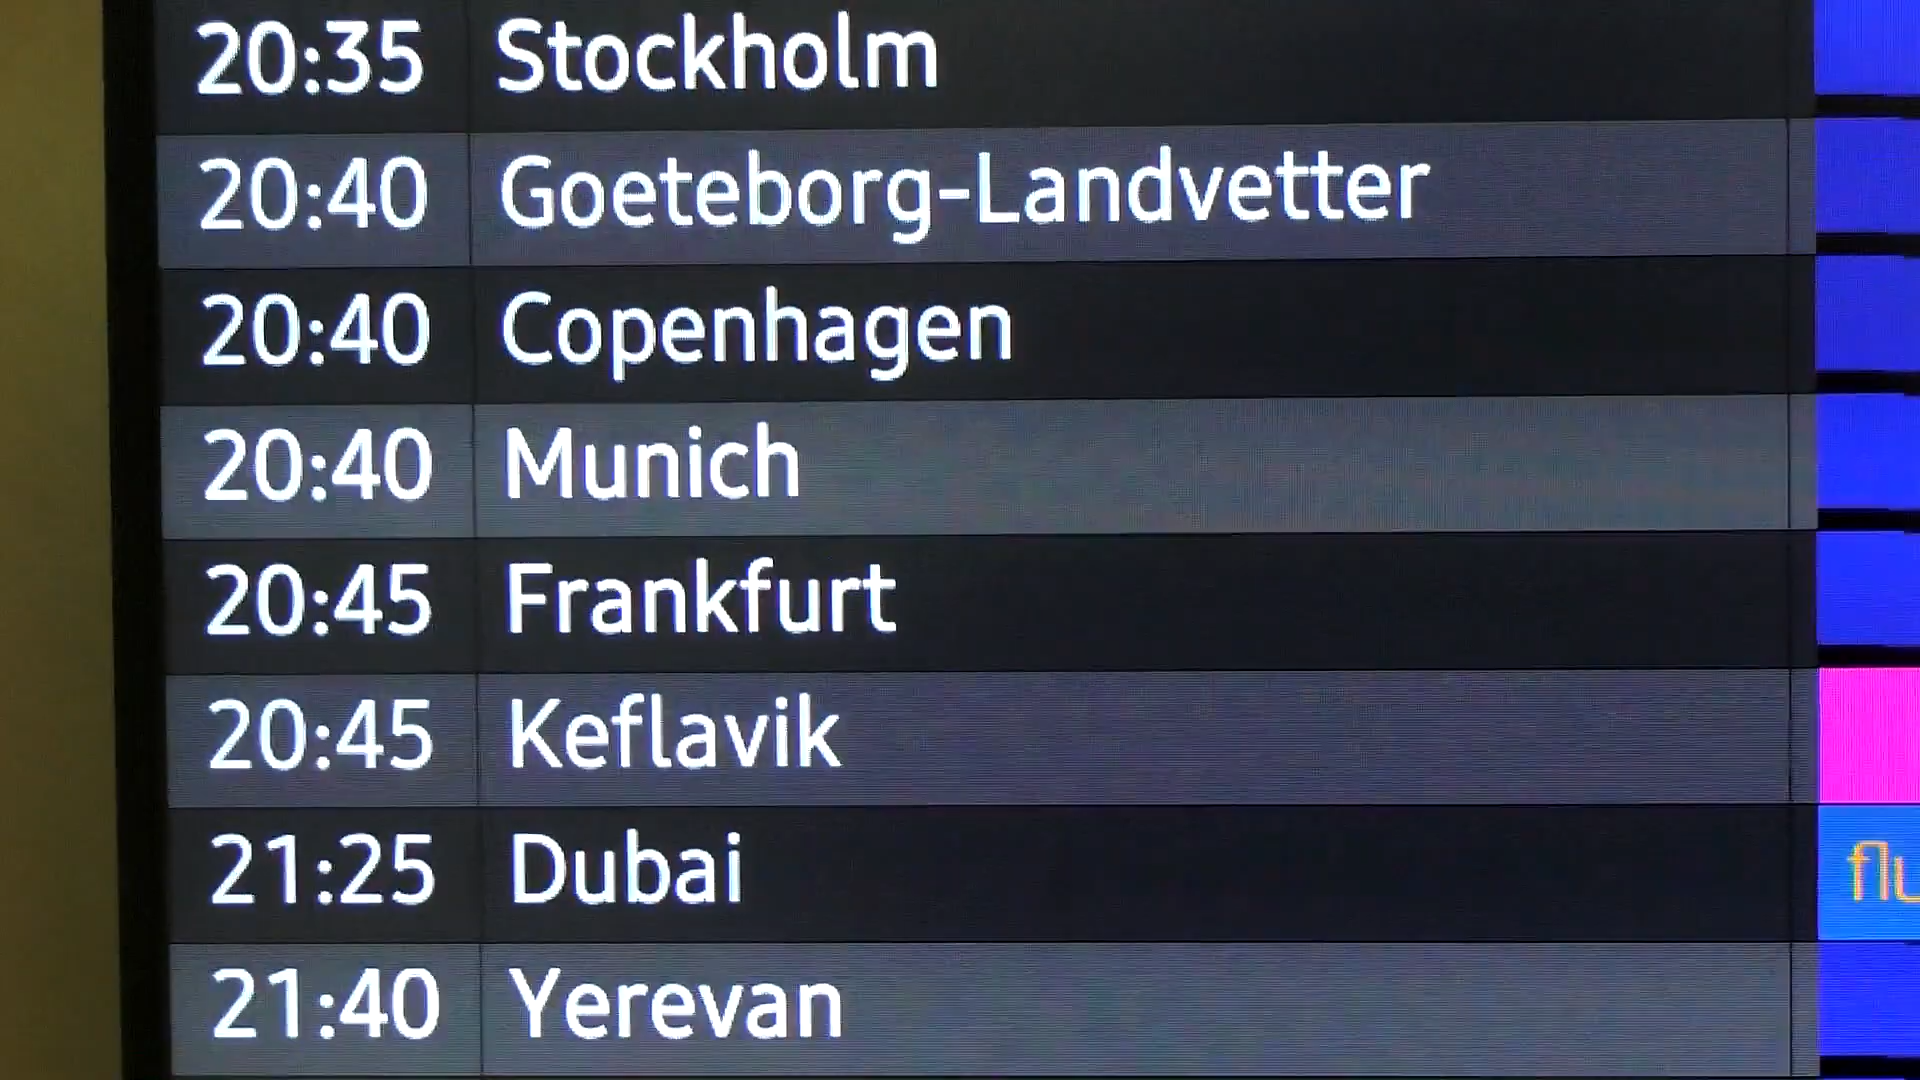 20:35 Stockholm
20:40 Goeteborg-Landvetter
20:40 Copenhagen
20:40 Munich
20:45 Frankfurt
20:45 Keflavik
21:25 Dubai
21:40 Yerevan